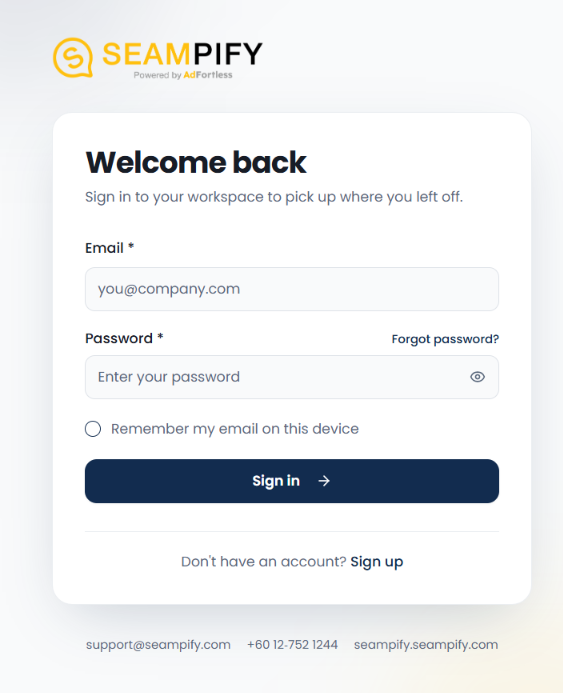 SEAMPIFY
Powered by AdFortless
Welcome back
Sign in to your workspace to pick up where you left off.
Email *
you@company.com
Password *
Forgot password?
Enter your password
Remember my email on this device
Sign in →
Don't have an account? Sign up
support@seampify.com +60 12-752 1244 seampify.seampify.com